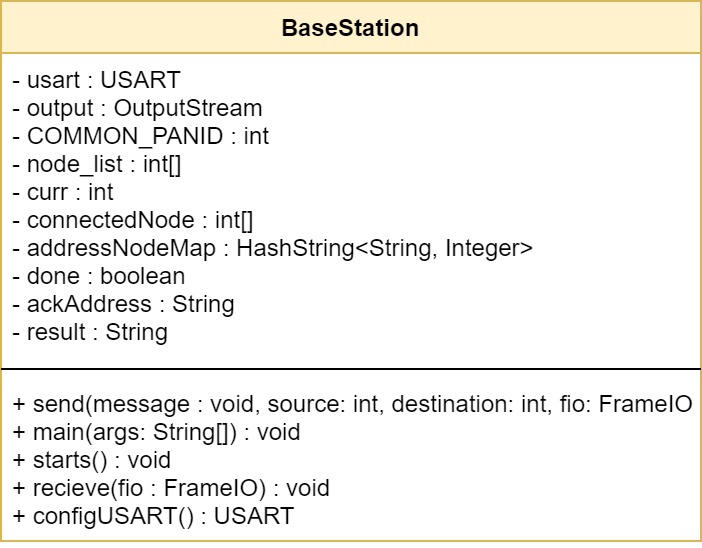 BaseStation
- usart : USART
- output : OutputStream
- COMMON_PANID : int
- node_list : int[]
- curr : int
- connectedNode : int[]
- addressNodeMap : HashString<String, Integer>
- done : boolean
- ackAddress : String
- result : String
+ send(message : void, source: int, destination: int, fio: FrameIO
+ main(args: String[]) : void
+ starts() : void
+ recieve(fio : FrameIO) : void
+ configUSART() : USART